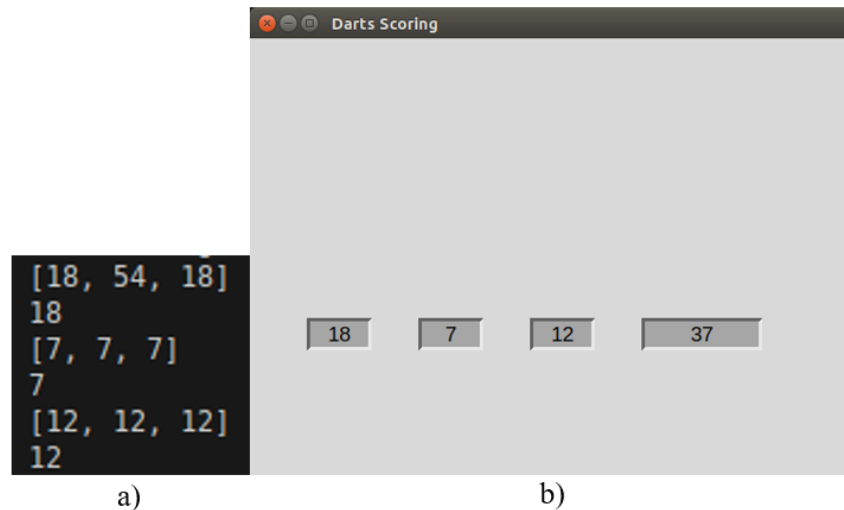 Darts Scoring
[18, 54, 18]
18
[7, 7, 7]
7
[12, 12, 12]
12
18 7 12 37
a) b)